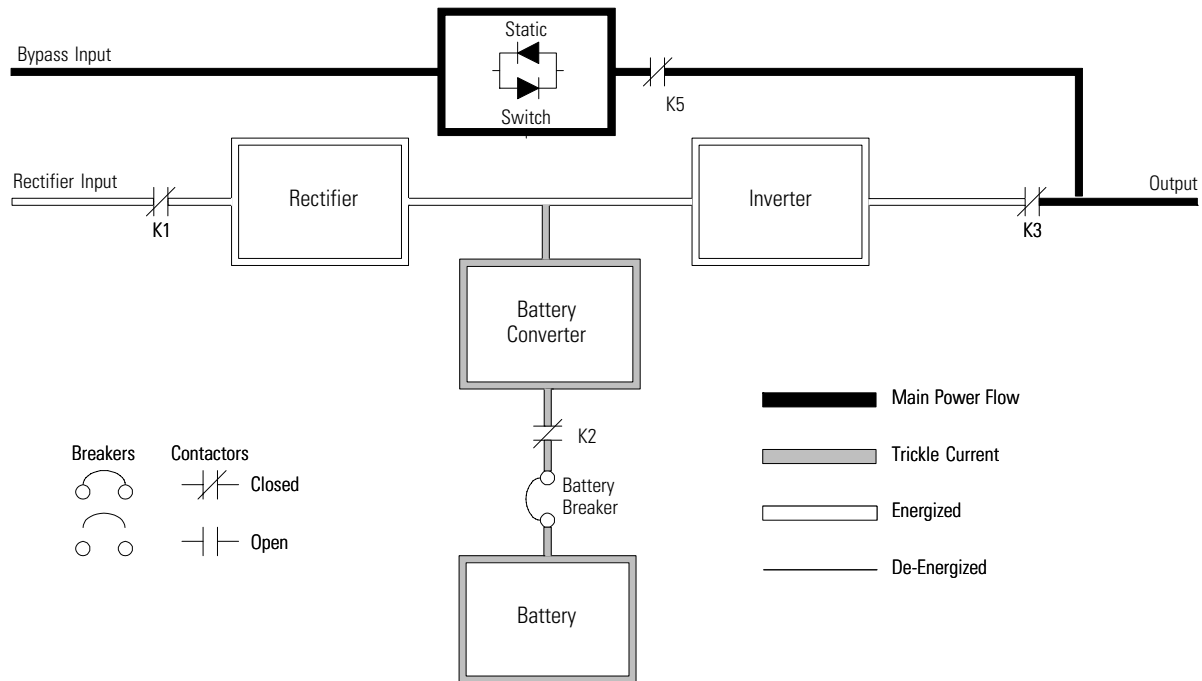 Static
Bypass Input
K5
Switch
Rectifier Input
Rectifier
Inverter
Output
K1
K3
Battery
Converter
Main Power Flow
K2
Breakers Contactors
Trickle Current
Closed
Battery
Breaker
Energized
Open
De-Energized
Battery